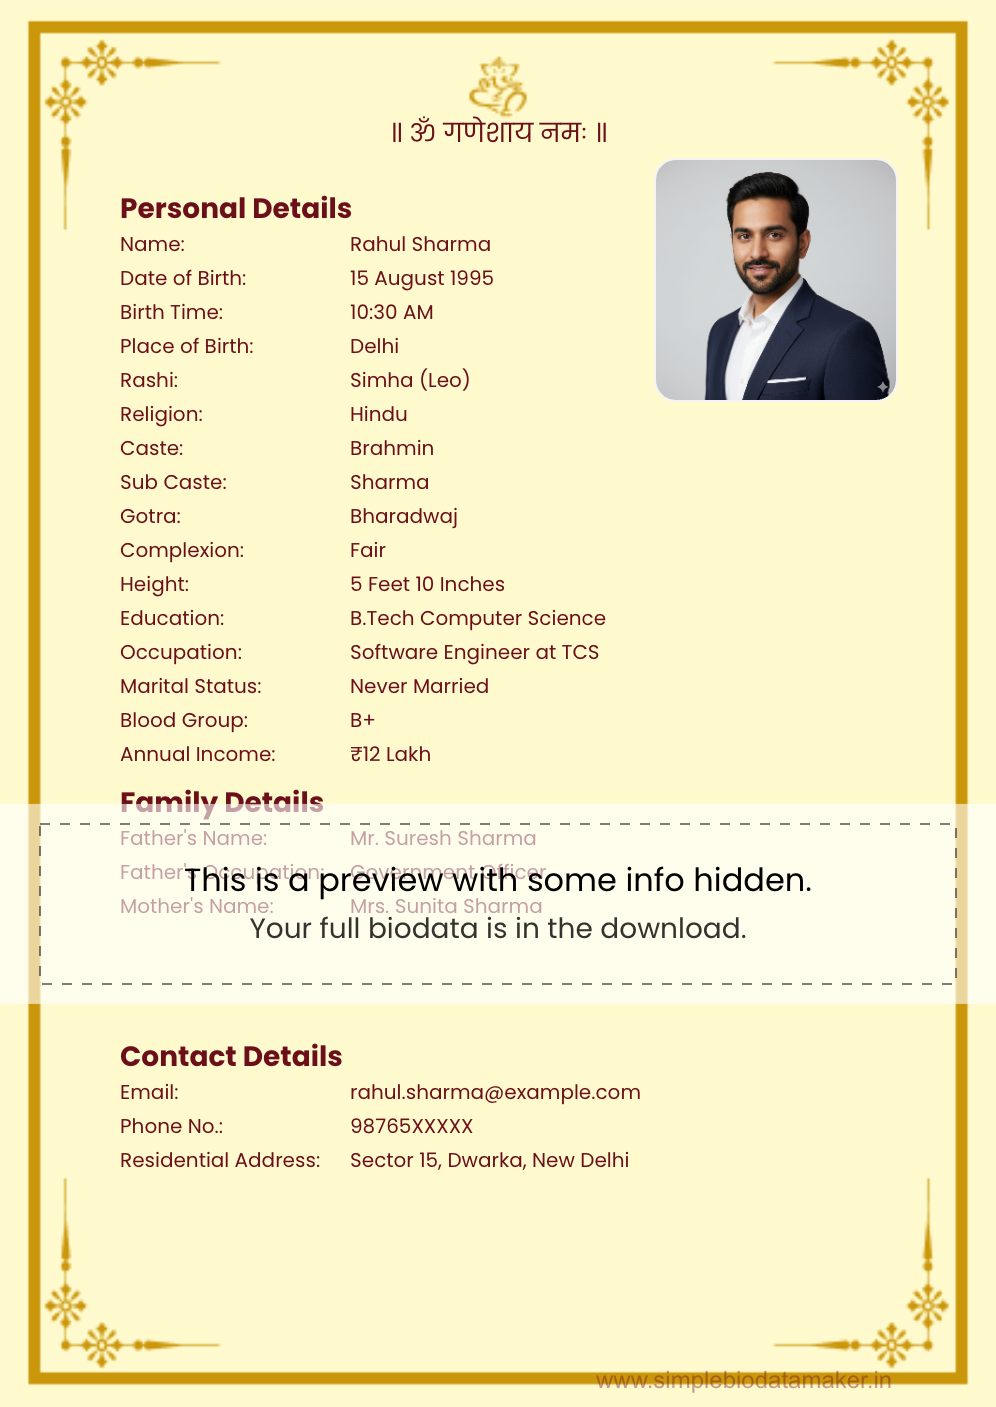 ॥ ॐ गणेशाय नमः ॥
Personal Details
Name: Rahul Sharma
Date of Birth: 15 August 1995
Birth Time: 10:30 AM
Place of Birth: Delhi
Rashi: Simha (Leo)
Religion: Hindu
Caste: Brahmin
Sub Caste: Sharma
Gotra: Bharadwaj
Complexion: Fair
Height: 5 Feet 10 Inches
Education: B.Tech Computer Science
Occupation: Software Engineer at TCS
Marital Status: Never Married
Blood Group: B+
Annual Income: ₹12 Lakh
Family Details
Father's Name: Mr. Suresh Sharma
Father's Occupation: Government Officer
This is a preview with some info hidden.
Mother's Name: Mrs. Sunita Sharma
Your full biodata is in the download.
Contact Details
Email: rahul.sharma@example.com
Phone No.: 98765XXXXX
Residential Address: Sector 15, Dwarka, New Delhi
www.simplebiodatamaker.in